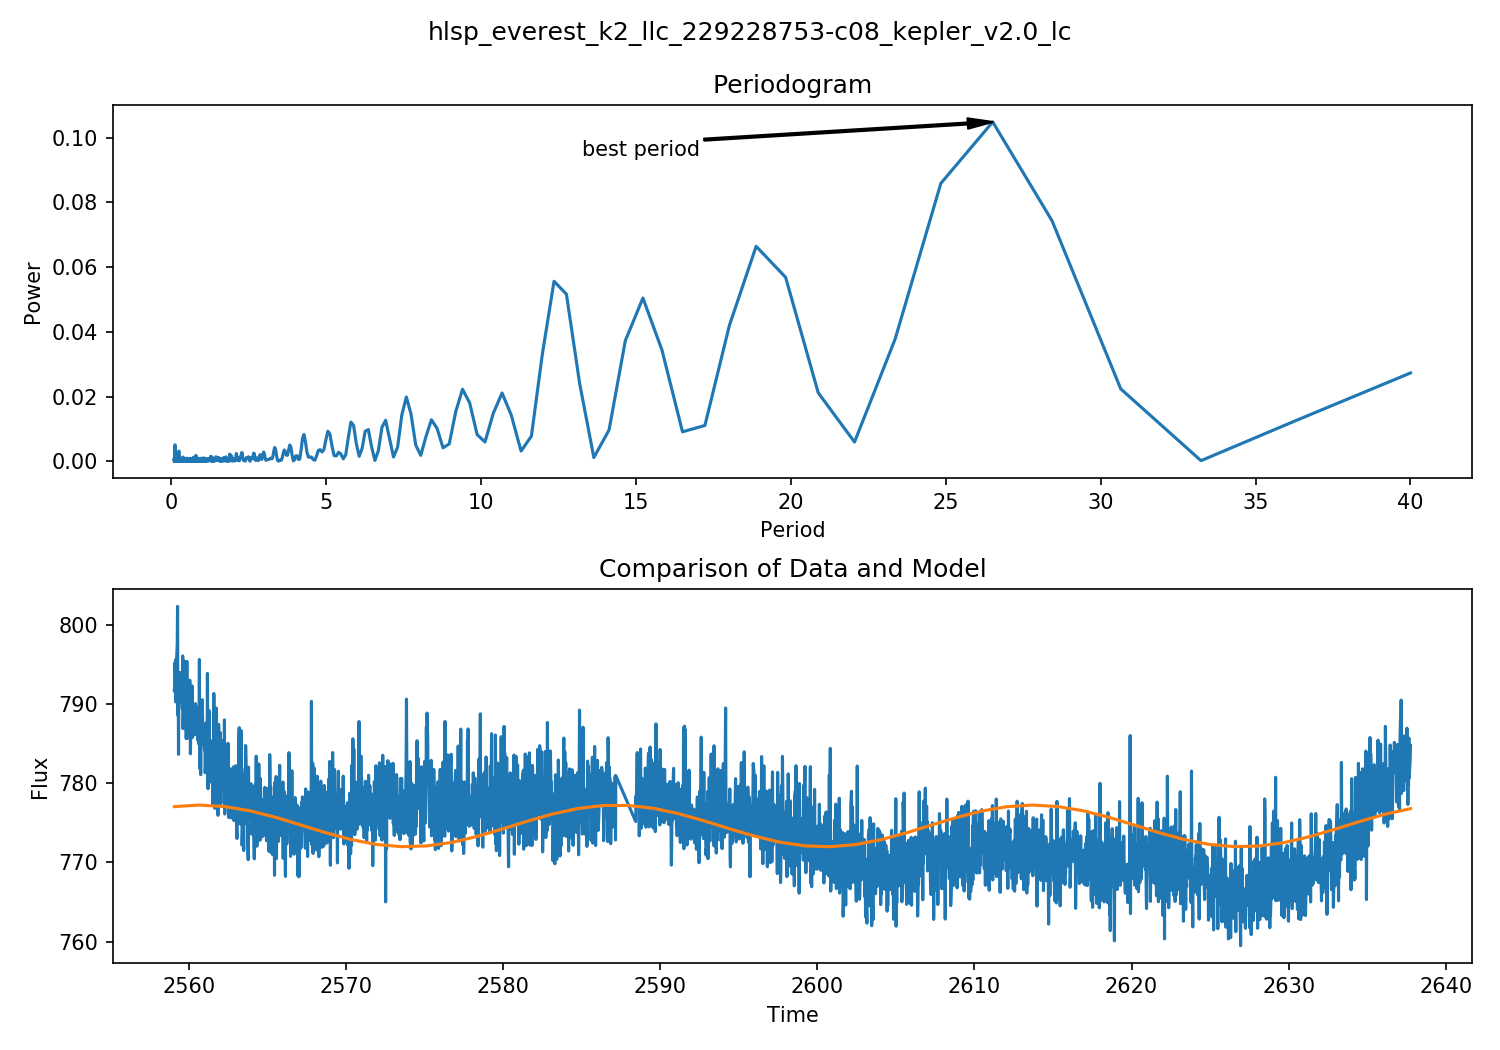 hlsp_everest_k2_llc_229228753-c08_kepler_v2.0_lc
Periodogram
best period
Power
0.10
0.08
0.06
0.04
0.02
0.00
0 5 10 15 20 25 30 35 40
Period
Comparison of Data and Model
Flux
800
790
780
770
760
2560 2570 2580 2590 2600 2610 2620 2630 2640
Time